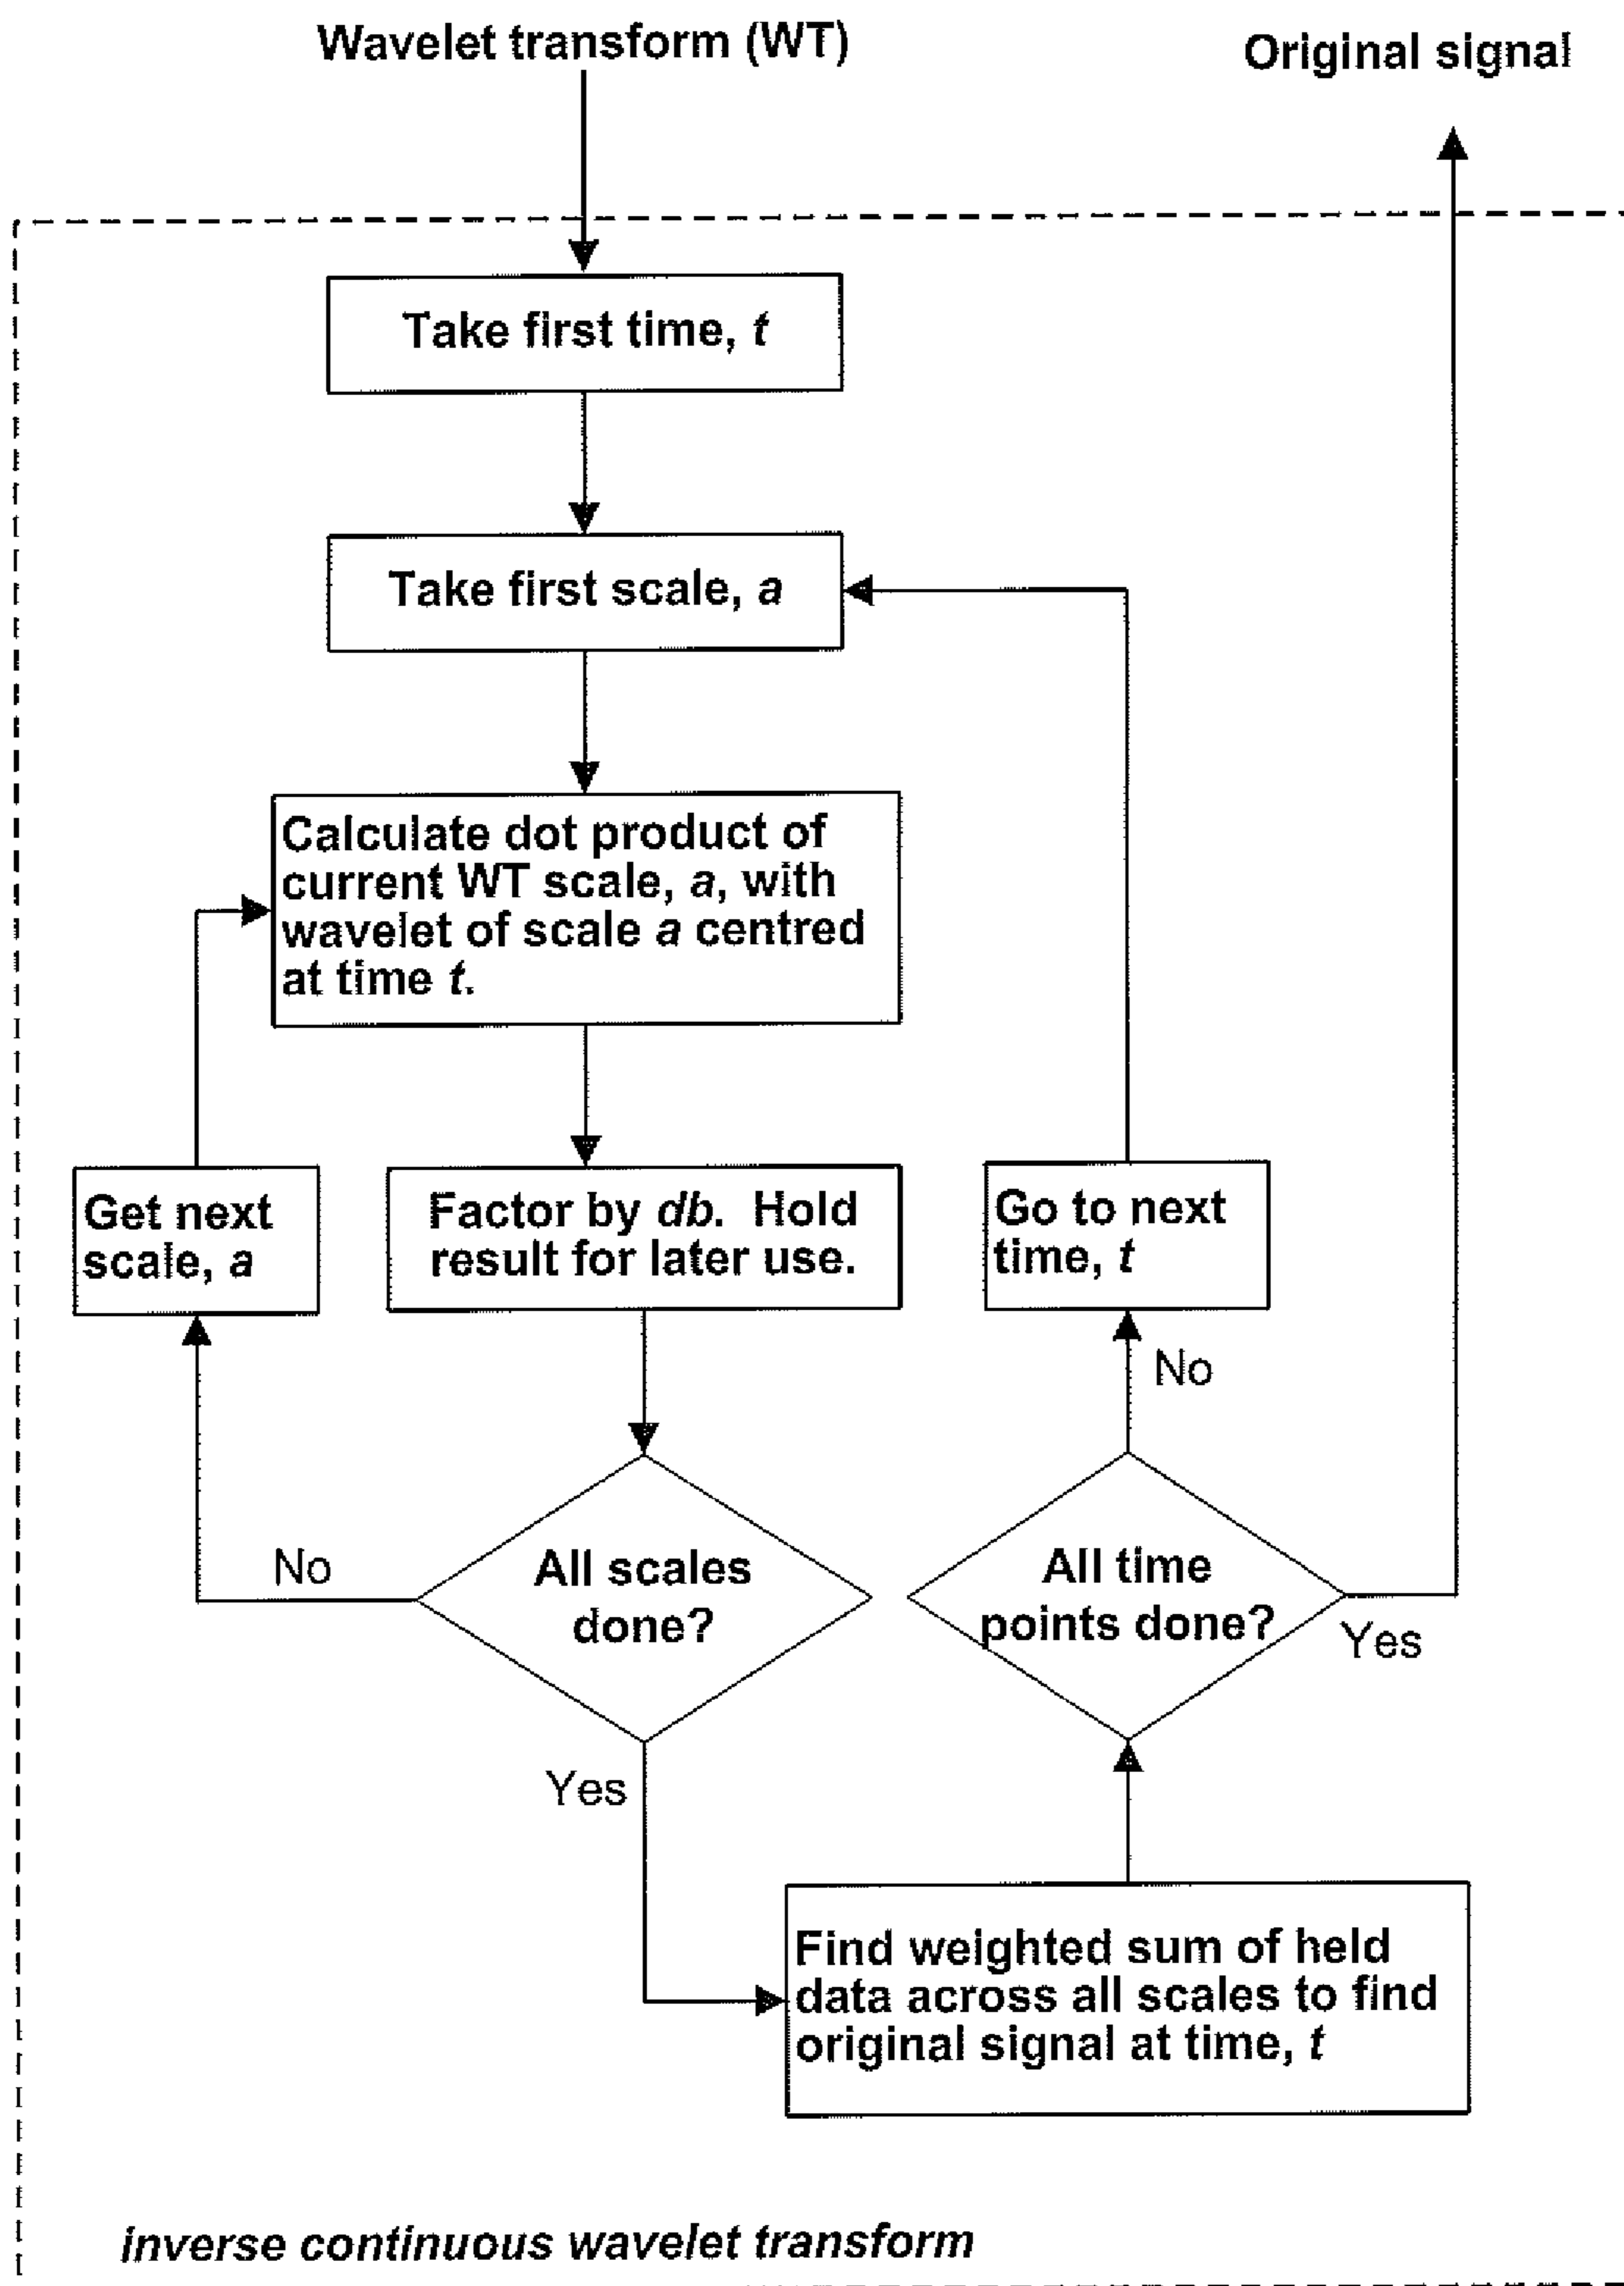 Wavelet transform (WT)
Original signal
Take first time, t
Take first scale, a
Calculate dot product of
current WT scale, a, with
wavelet of scale a centred
at time t.
Get next
scale, a
Factor by db. Hold
result for later use.
Go to next
time, t
No
No
All scales
done?
All time
points done?
Yes
Yes
Find weighted sum of held
data across all scales to find
original signal at time, t
inverse continuous wavelet transform